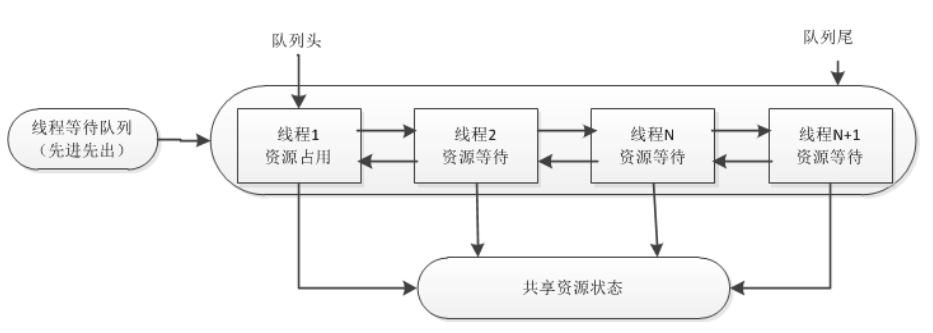 队列头
队列尾
线程等待队列
（先进先出）
线程1
资源占用
线程2
资源等待
线程N
资源等待
线程N+1
资源等待
共享资源状态